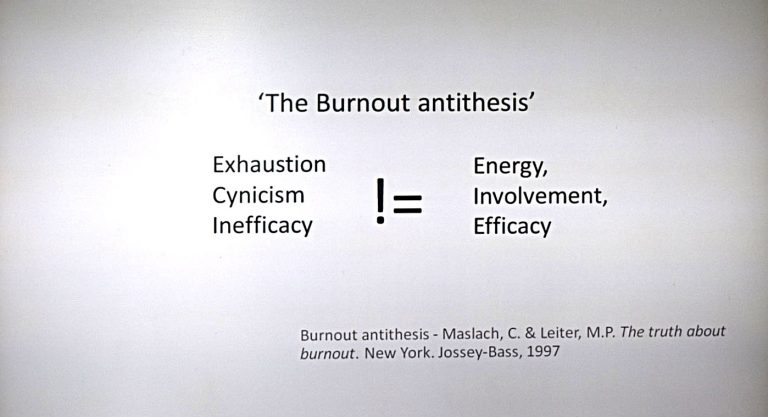 ‘The Burnout antithesis’
Exhaustion
Cynicism
Inefficacy
!=
Energy,
Involvement,
Efficacy
Burnout antithesis - Maslach, C. & Leiter, M.P. The truth about
burnout. New York. Jossey-Bass, 1997